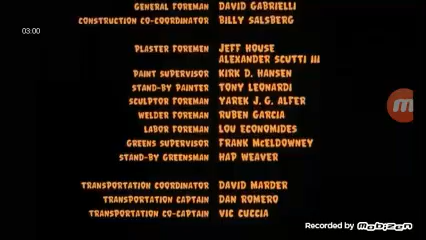 GENERAL FOREMAN DAVID GABRIELLI
CONSTRUCTION CO-COORDINATOR BILLY SALSBERG
03:00
PLASTER FOREMEN JEFF HOUSE
ALEXANDER SCUTTI III
PAINT SUPERVISOR KIRK D. HANSEN
STAND-BY PAINTER TONY LEONARDI
SCULPTOR FOREMAN YAREK J. G. ALFER
WELDER FOREMAN RUBEN GARCIA
LABOR FOREMAN LOU ECONOMIDES
GREENS SUPERVISOR FRANK McELDOWNEY
STAND-BY GREENSMAN HAP WEAVER
TRANSPORTATION COORDINATOR DAVID MARDER
TRANSPORTATION CAPTAIN DAN ROMERO
TRANSPORTATION CO-CAPTAIN VIC CUCCIA
Recorded by Mobizen